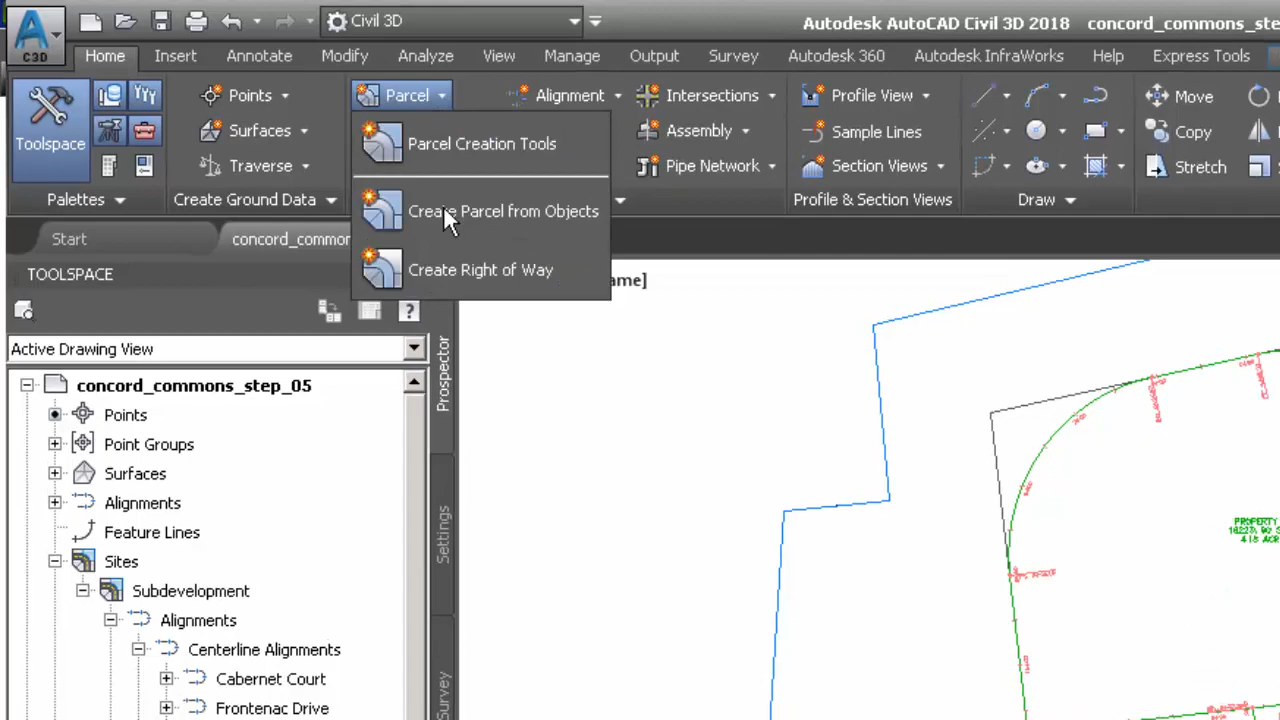 Civil 3D
Autodesk AutoCAD Civil 3D 2018 concord_commons_ste
C3D
Home Insert Annotate Modify Analyze View Manage Output Survey Autodesk 360 Autodesk InfraWorks Help Express Tools
Toolspace
Palettes
Points
Surfaces
Traverse
Create Ground Data
Parcel
Parcel Creation Tools
Create Parcel from Objects
Create Right of Way
Alignment
Intersections
Assembly
Pipe Network
Profile View
Sample Lines
Section Views
Profile & Section Views
Draw
Move
Copy
Stretch
Start
concord_common
ame]
TOOLSPACE
?
Active Drawing View
concord_commons_step_05
Points
Point Groups
Surfaces
Alignments
Feature Lines
Sites
Subdevelopment
Alignments
Centerline Alignments
Cabernet Court
Frontenac Drive
Prospector
Settings
Survey